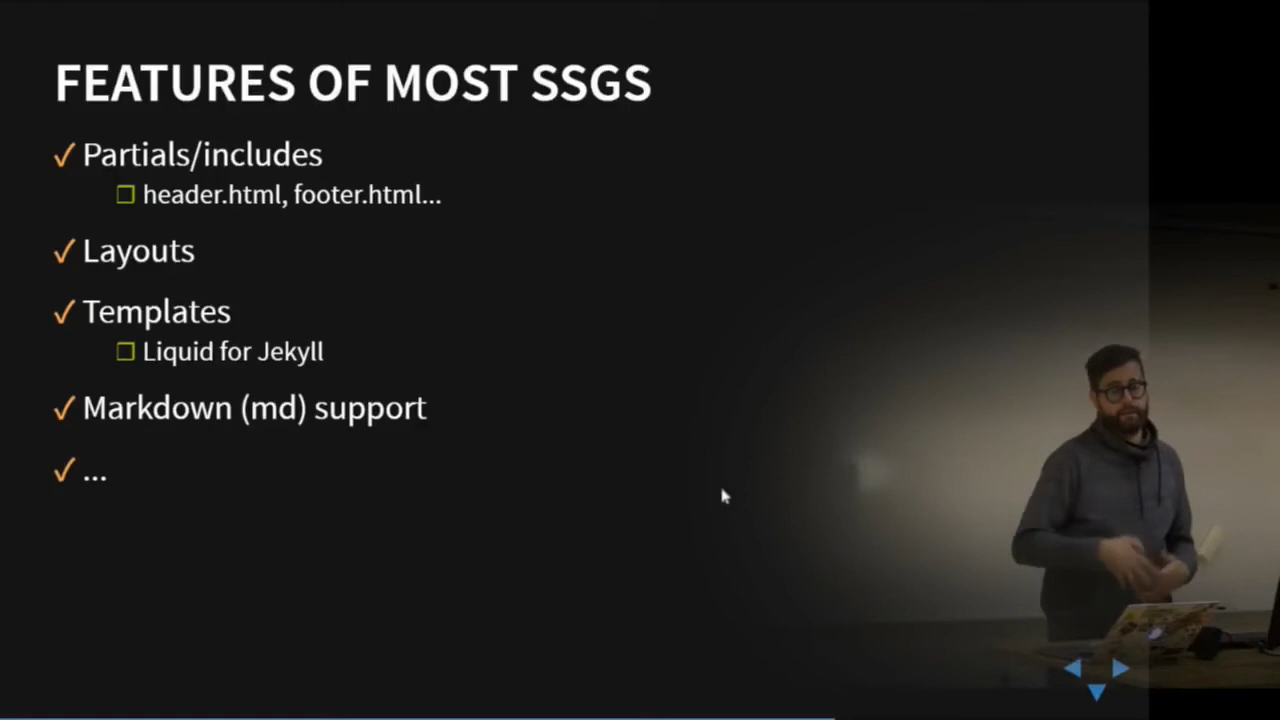 FEATURES OF MOST SSGS
✓ Partials/includes
❒ header.html, footer.html...
✓ Layouts
✓ Templates
❒ Liquid for Jekyll
✓ Markdown (md) support
✓ ...